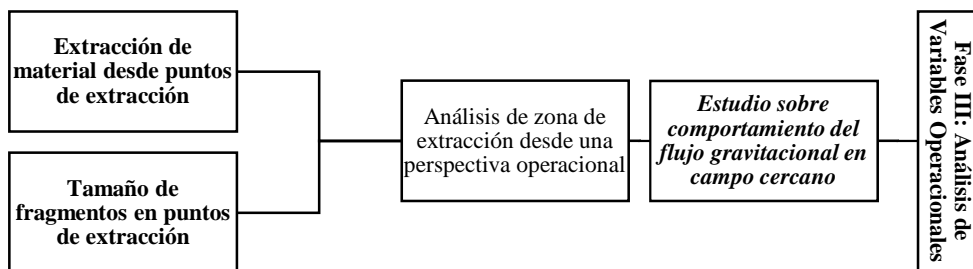 Extracción de
material desde puntos
de extracción
Tamaño de
fragmentos en puntos
de extracción
Análisis de zona de
extracción desde una
perspectiva operacional
Estudio sobre
comportamiento del
flujo gravitacional en
campo cercano
Fase III: Análisis de
Variables Operacionales